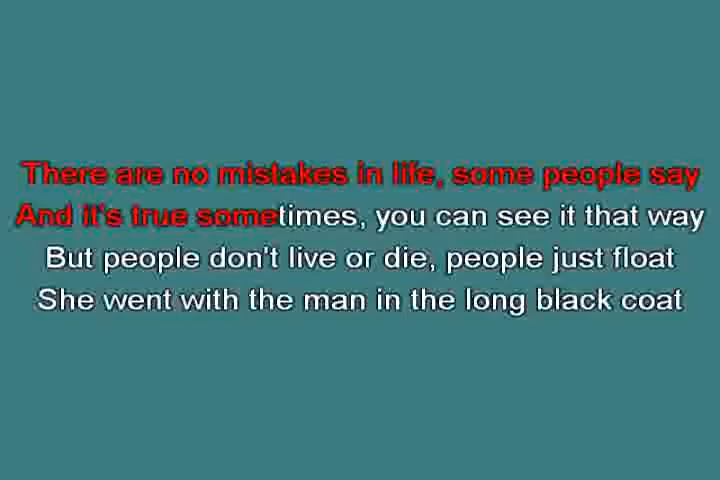 There are no mistakes in life, some people say
And it's true sometimes, you can see it that way
But people don't live or die, people just float
She went with the man in the long black coat